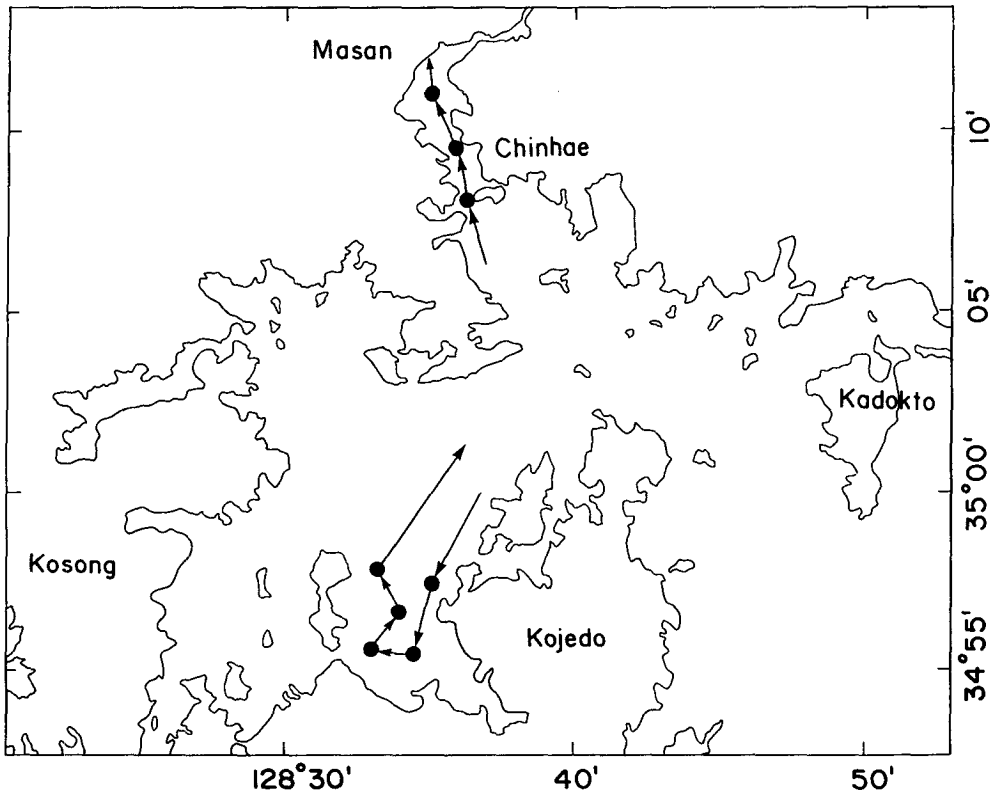 Masan
Chinhae
10'
05'
Kadokto
35°00'
Kosong
Kojedo
34°55'
128°30'
40'
50'